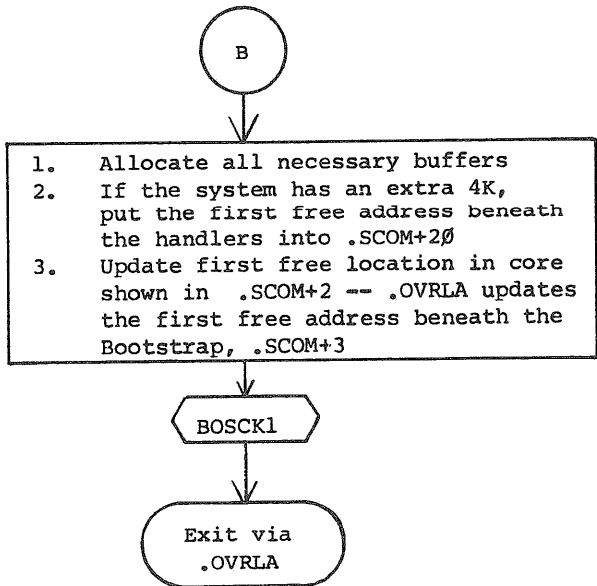 B
1. Allocate all necessary buffers
2. If the system has an extra 4K,
put the first free address beneath
the handlers into .SCOM+2Ø
3. Update first free location in core
shown in .SCOM+2 -- .OVRLA updates
the first free address beneath the
Bootstrap, .SCOM+3
BOSCK1
Exit via
.OVRLA